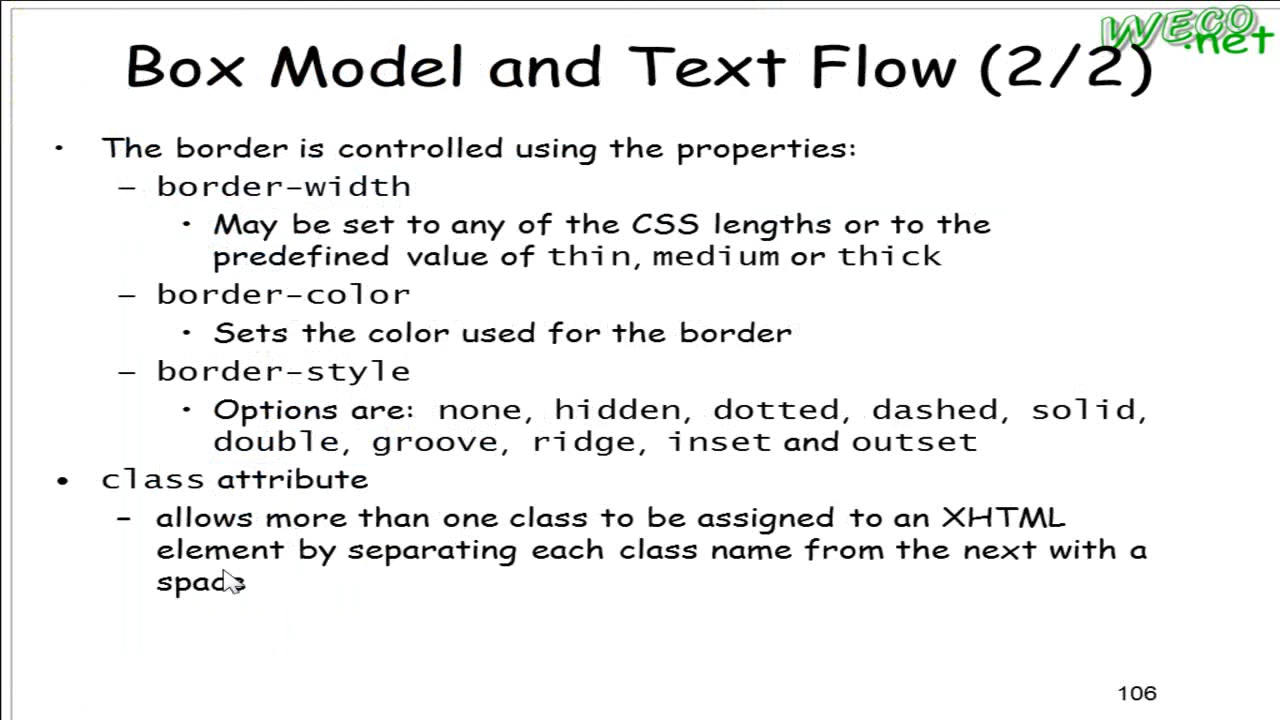 WECO
.net
Box Model and Text Flow (2/2)
• The border is controlled using the properties:
– border-width
• May be set to any of the CSS lengths or to the
predefined value of thin, medium or thick
– border-color
• Sets the color used for the border
– border-style
• Options are: none, hidden, dotted, dashed, solid,
double, groove, ridge, inset and outset
• class attribute
– allows more than one class to be assigned to an XHTML
element by separating each class name from the next with a
space
106